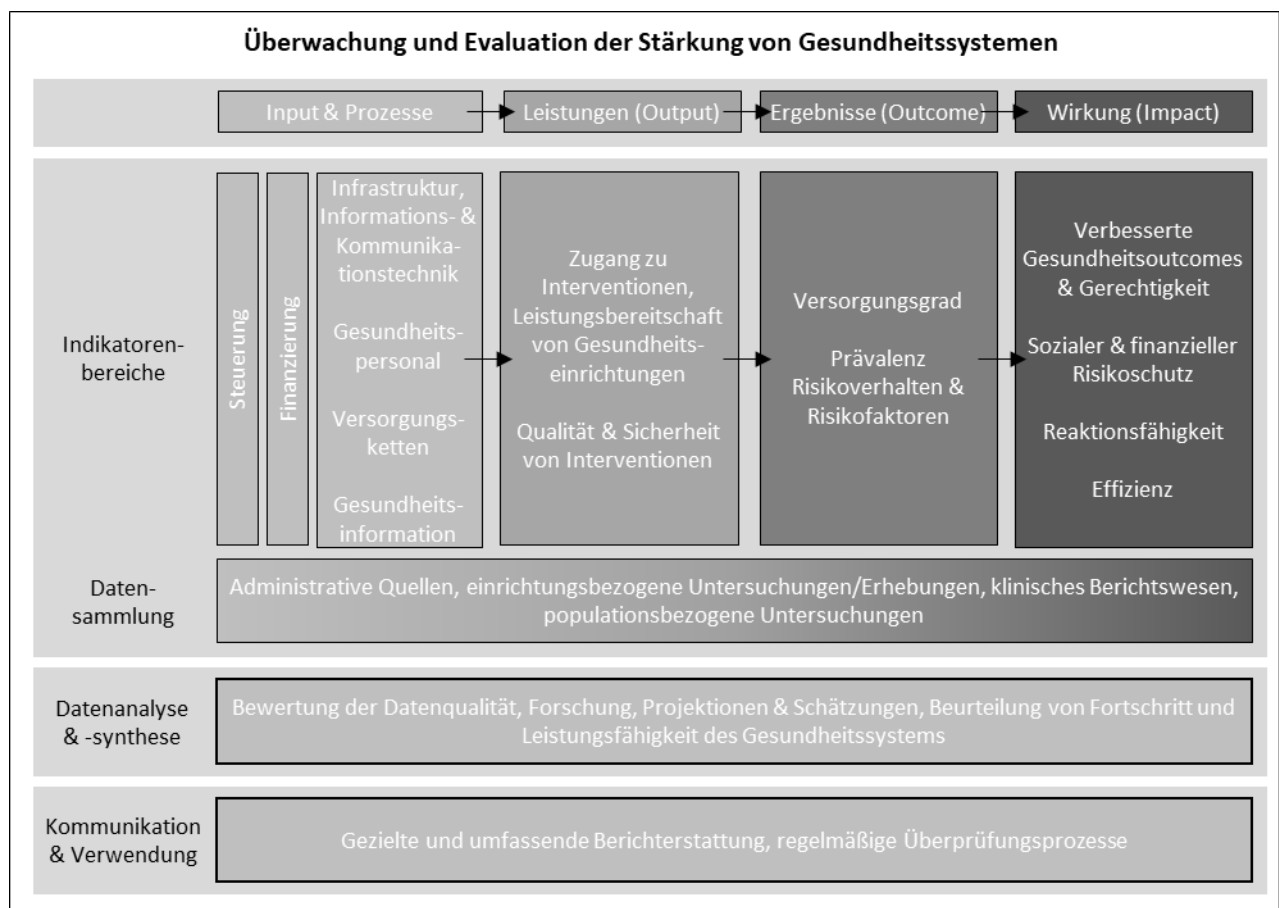 Überwachung und Evaluation der Stärkung von Gesundheitssystemen
Input & Prozesse
Leistungen (Output)
Ergebnisse (Outcome)
Wirkung (Impact)
Indikatoren-
bereiche
Steuerung
Finanzierung
Infrastruktur,
Informations- &
Kommunika-
tionstechnik
Gesundheits-
personal
Versorgungs-
ketten
Gesundheits-
information
Zugang zu
Interventionen,
Leistungsbereitschaft
von Gesundheits-
einrichtungen
Qualität & Sicherheit
von Interventionen
Versorgungsgrad
Prävalenz
Risikoverhalten &
Risikofaktoren
Verbesserte
Gesundheitsoutcomes
& Gerechtigkeit
Sozialer & finanzieller
Risikoschutz
Reaktionsfähigkeit
Effizienz
Daten-
sammlung
Administrative Quellen, einrichtungsbezogene Untersuchungen/Erhebungen, klinisches Berichtswesen,
populationsbezogene Untersuchungen
Datenanalyse
& -synthese
Bewertung der Datenqualität, Forschung, Projektionen & Schätzungen, Beurteilung von Fortschritt und
Leistungsfähigkeit des Gesundheitssystems
Kommunikation
& Verwendung
Gezielte und umfassende Berichterstattung, regelmäßige Überprüfungsprozesse